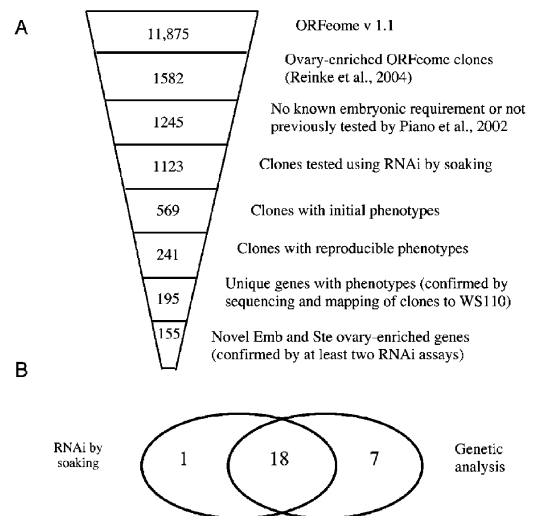 A
11,875
ORFeome v 1.1
1582
Ovary-enriched ORFeome clones
(Reinke et al., 2004)
1245
No known embryonic requirement or not
previously tested by Piano et al., 2002
1123
Clones tested using RNAi by soaking
569
Clones with initial phenotypes
241
Clones with reproducible phenotypes
195
Unique genes with phenotypes (confirmed by
sequencing and mapping of clones to WS110)
155
Novel Emb and Ste ovary-enriched genes
(confirmed by at least two RNAi assays)
B
RNAi by
soaking
1
18
7
Genetic
analysis